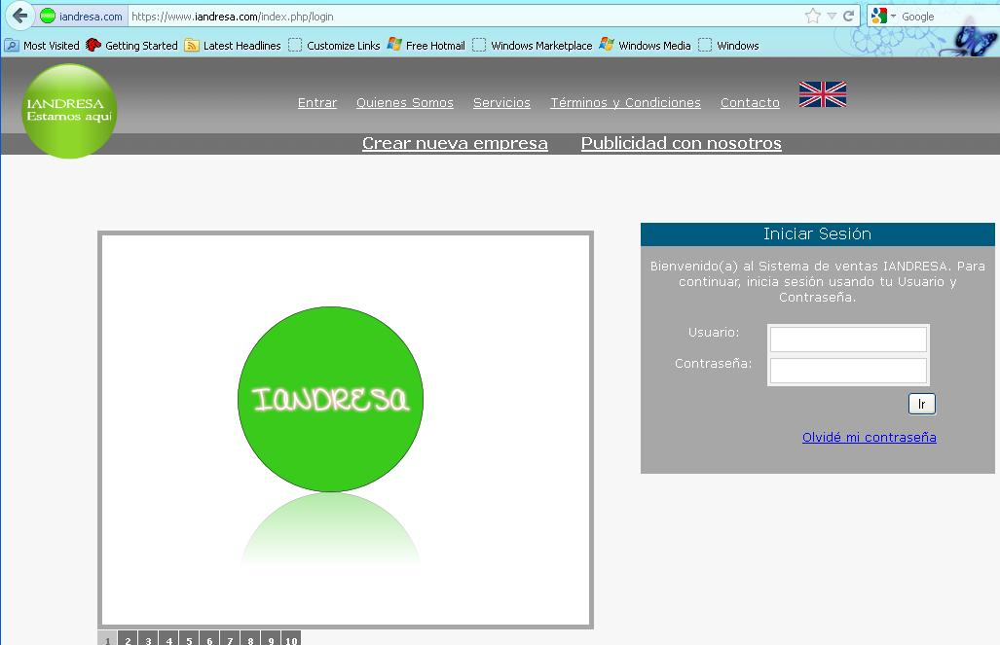 iandresa.com https://www.iandresa.com/index.php/login Google
Most Visited Getting Started Latest Headlines Customize Links Free Hotmail Windows Marketplace Windows Media Windows
IANDRESA
Estamos aquí
Entrar Quienes Somos Servicios Términos y Condiciones Contacto
Crear nueva empresa Publicidad con nosotros
IANDRESA
Iniciar Sesión
Bienvenido(a) al Sistema de ventas IANDRESA. Para
continuar, inicia sesión usando tu Usuario y
Contraseña.
Usuario:
Contraseña:
Ir
Olvidé mi contraseña
1 2 3 4 5 6 7 8 9 10